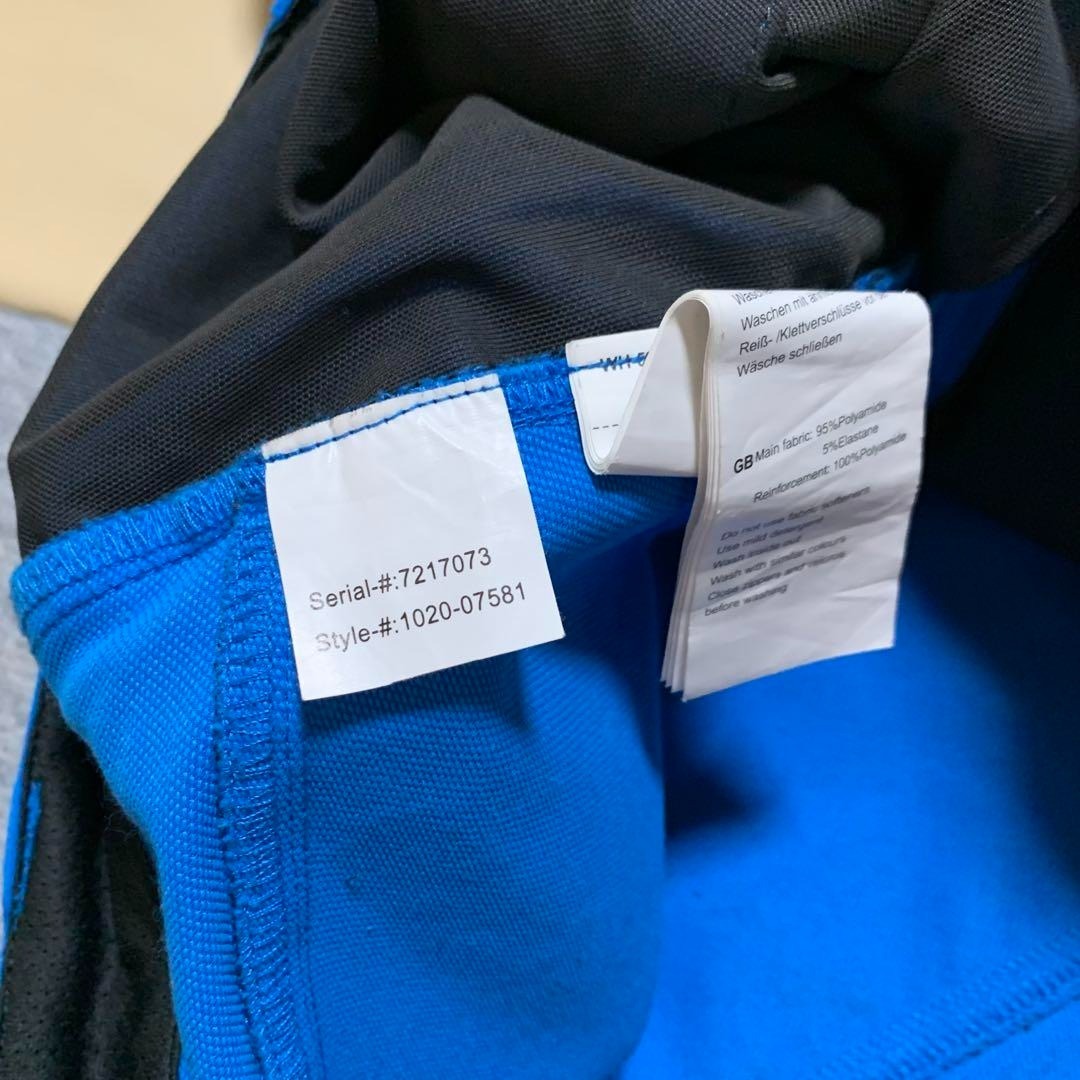 Serial-#:7217073
Style-#:1020-07581
Waschen mit
Reiß- /Klettverschlüsse vor
Wäsche schließen
GB Main fabric: 95%Polyamide
5%Elastane
Reinforcement: 100%Polyamide
Do not use fabric softeners
Use mild detergent
Wash inside out
Wash with similar colours
Close zippers and velcros
before washing